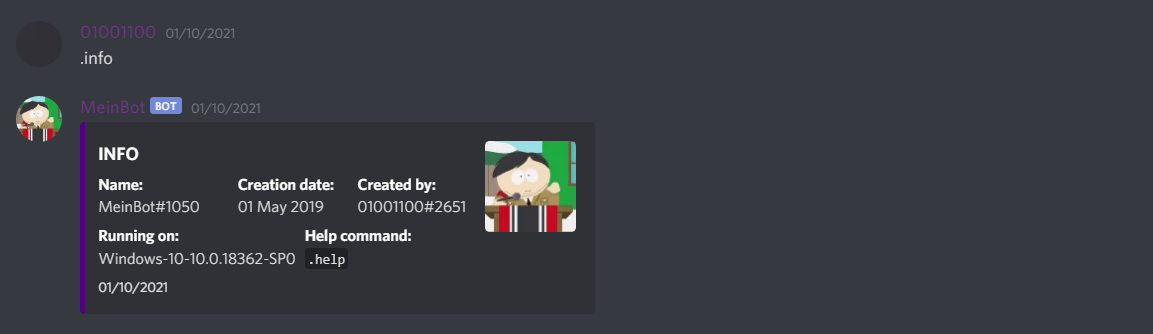 01001100 01/10/2021
.info
MeinBot BOT 01/10/2021
INFO
Name: Creation date: Created by:
MeinBot#1050 01 May 2019 01001100#2651
Running on: Help command:
Windows-10-10.0.18362-SP0 .help
01/10/2021